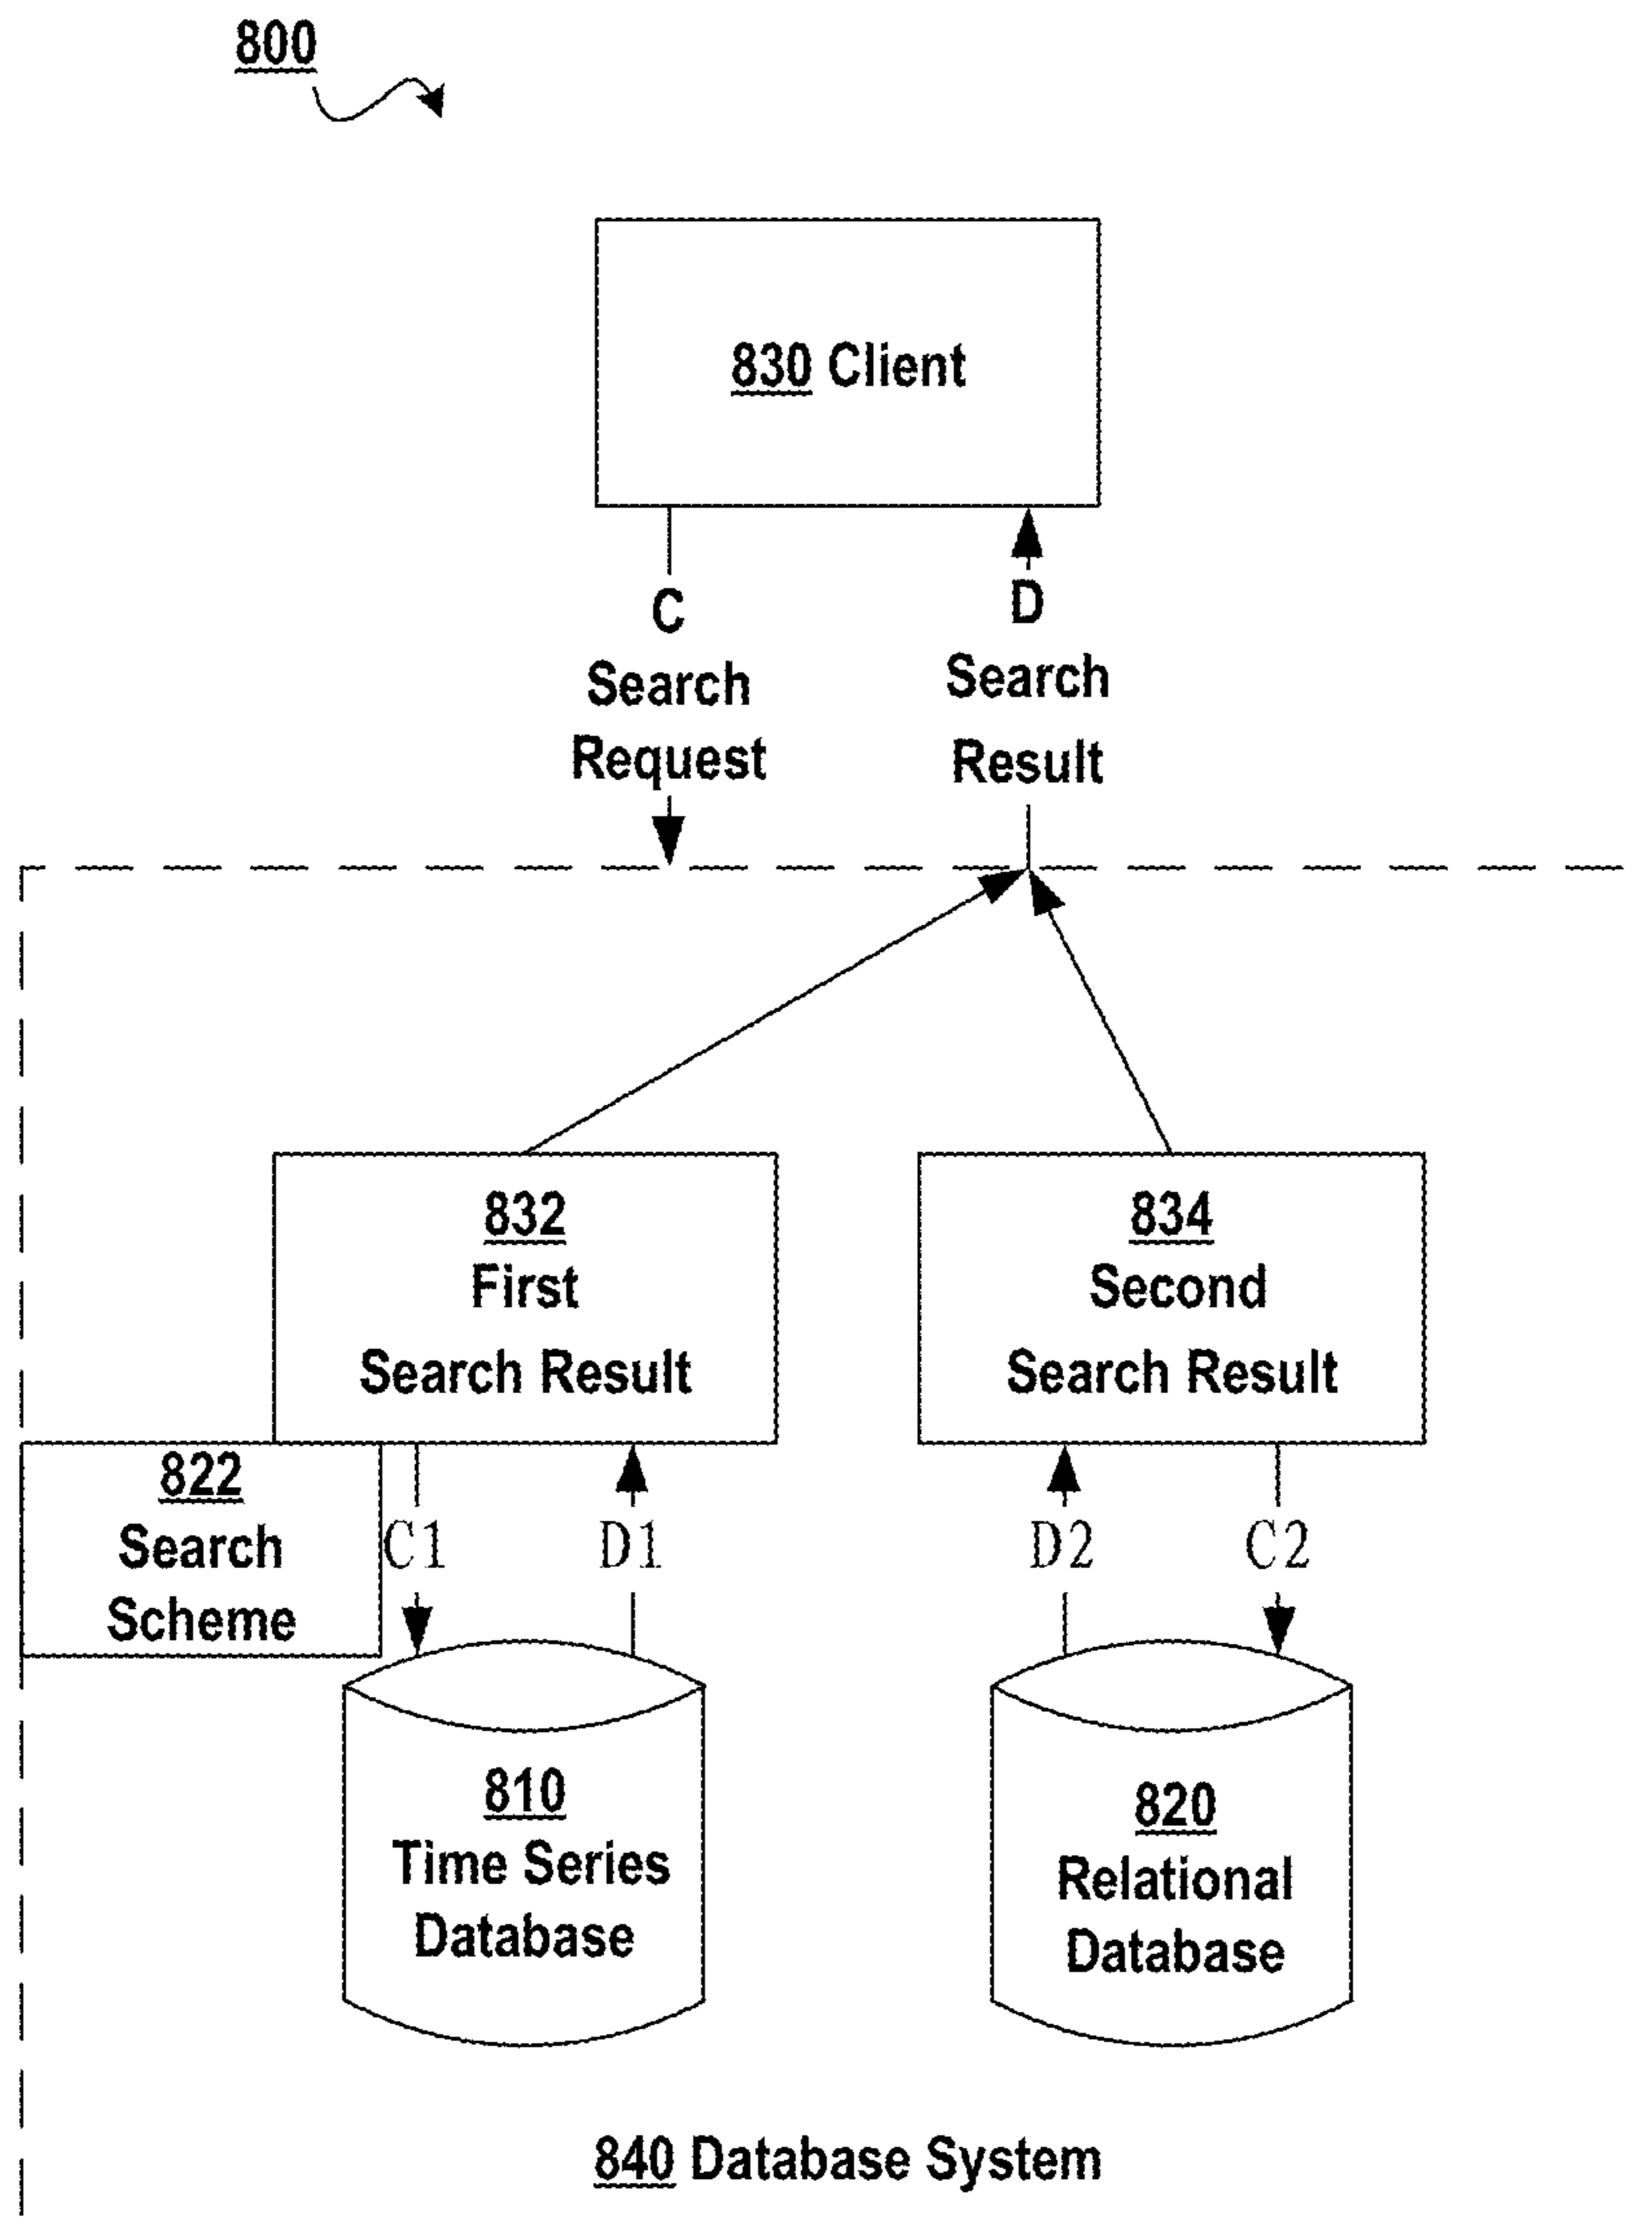 800
830 Client
C
Search
Request
D
Search
Result
832
First
Search Result
834
Second
Search Result
822
Search
Scheme
C1
D1
D2
C2
810
Time Series
Database
820
Relational
Database
840 Database System